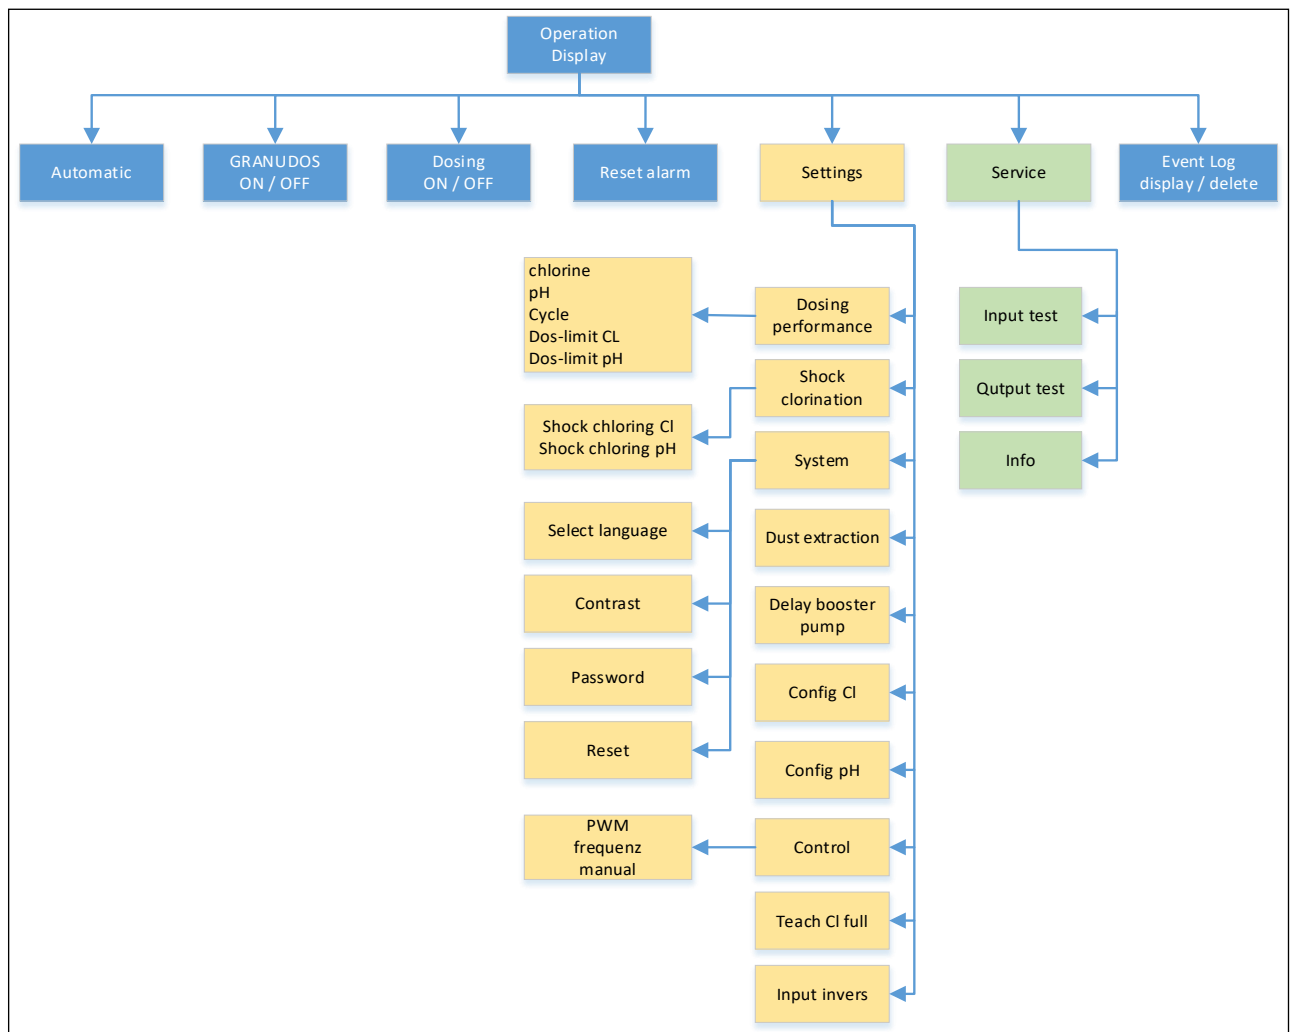 Operation
Display
Automatic
GRANUDOS
ON / OFF
Dosing
ON / OFF
Reset alarm
Settings
Service
Event Log
display / delete
chlorine
pH
Cycle
Dos-limit CL
Dos-limit pH
Dosing
performance
Input test
Shock
clorination
Qutput test
Shock chloring Cl
Shock chloring pH
System
Info
Select language
Dust extraction
Contrast
Delay booster
pump
Password
Config Cl
Reset
Config pH
PWM
frequenz
manual
Control
Teach Cl full
Input invers